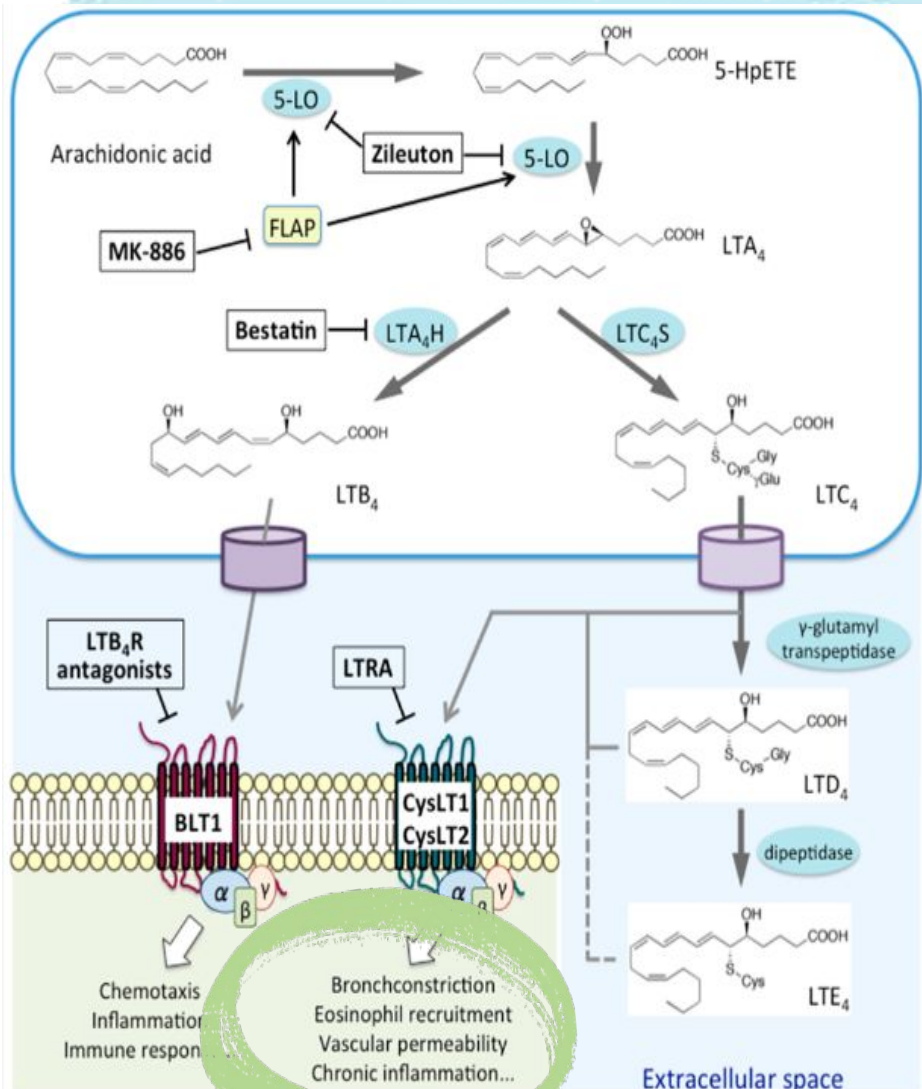 COOH
OOH
COOH
5-HpETE
5-LO
Arachidonic acid
Zileuton
5-LO
FLAP
MK-886
O
COOH
LTA₄
Bestatin
LTA₄H
LTC₄S
OH
OH
COOH
LTB₄
OH
COOH
S
Cys
Gly
γGlu
LTC₄
LTB₄R
antagonists
LTRA
γ-glutamyl
transpeptidase
OH
COOH
S
Cys
Gly
LTD₄
BLT1
CysLT1
CysLT2
α
β
γ
α
β
γ
dipeptidase
OH
COOH
S
Cys
LTE₄
Chemotaxis
Inflammation
Immune respon...
Bronchconstriction
Eosinophil recruitment
Vascular permeability
Chronic inflammation...
Extracellular space